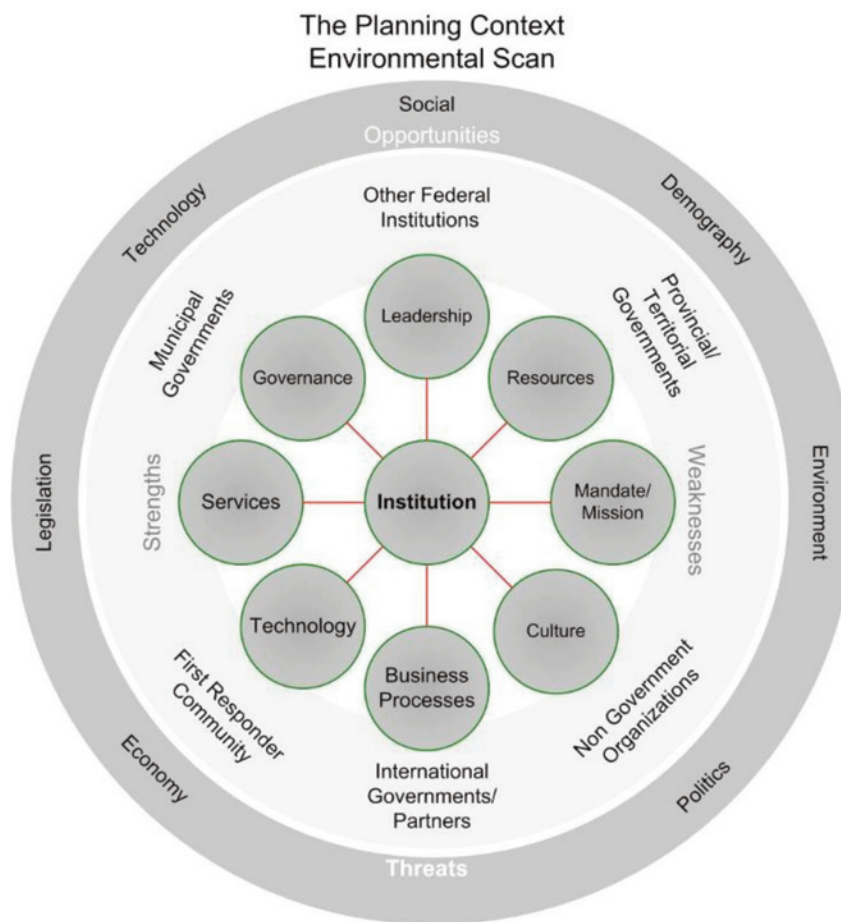 The Planning Context
Environmental Scan
Social
Opportunities
Technology
Demography
Other Federal
Institutions
Municipal
Governments
Provincial/
Territorial
Governments
Leadership
Governance
Resources
Legislation
Strengths
Services
Institution
Mandate/
Mission
Weaknesses
Environment
Technology
Culture
Business
Processes
First Responder
Community
Non Government
Organizations
International
Governments/
Partners
Economy
Politics
Threats